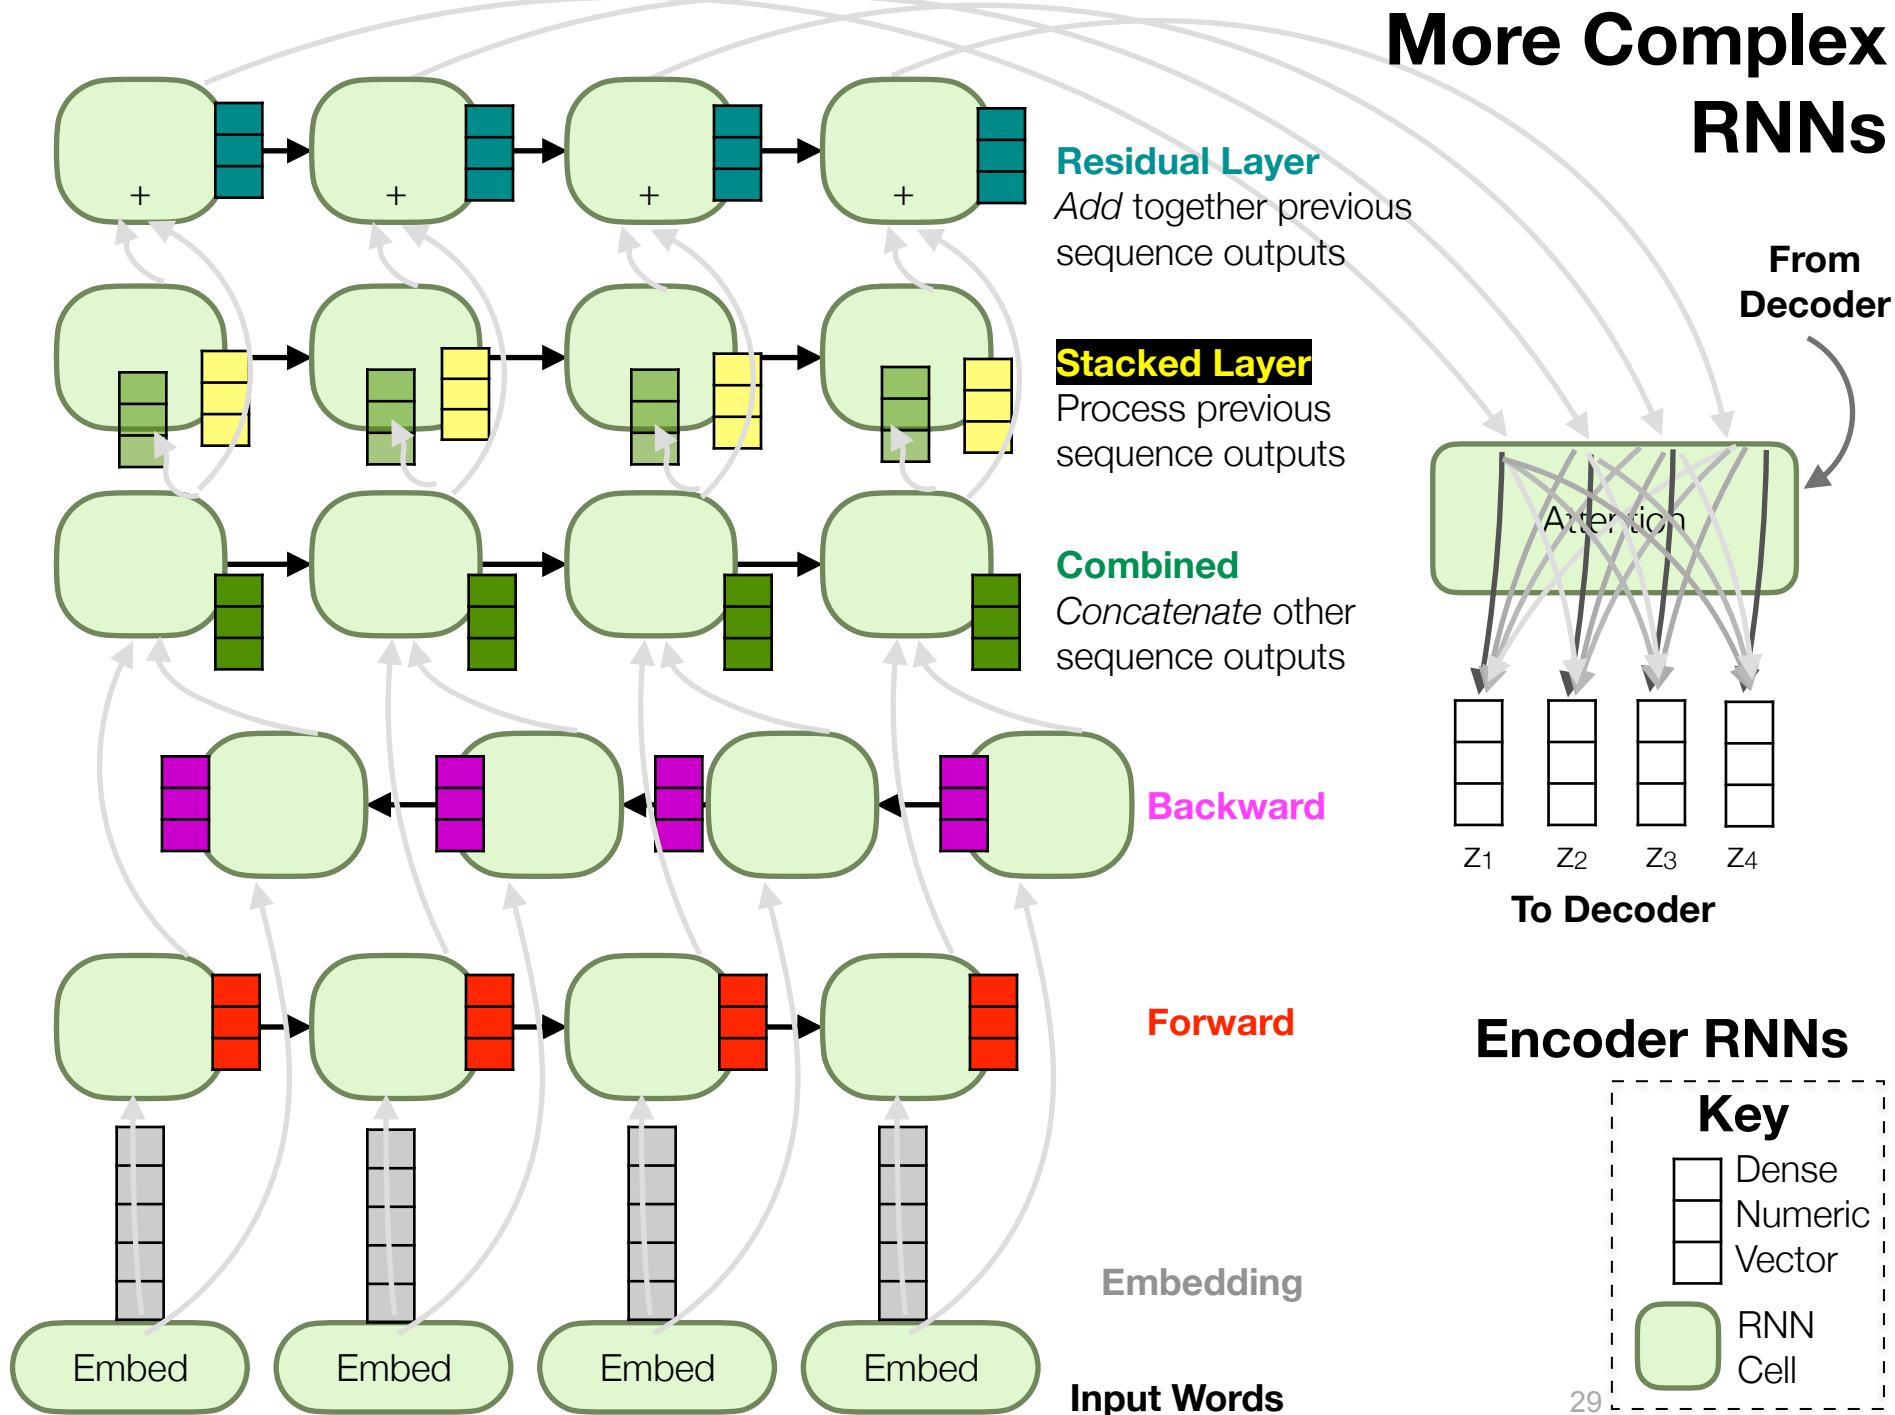 More Complex
RNNs
+
+
+
+
Residual Layer
Add together previous
sequence outputs
From
Decoder
Stacked Layer
Process previous
sequence outputs
Attention
Combined
Concatenate other
sequence outputs
Backward
z1
z2
z3
z4
To Decoder
Forward
Encoder RNNs
Key
Dense
Numeric
Vector
RNN
Cell
Embedding
Embed
Embed
Embed
Embed
Input Words
29